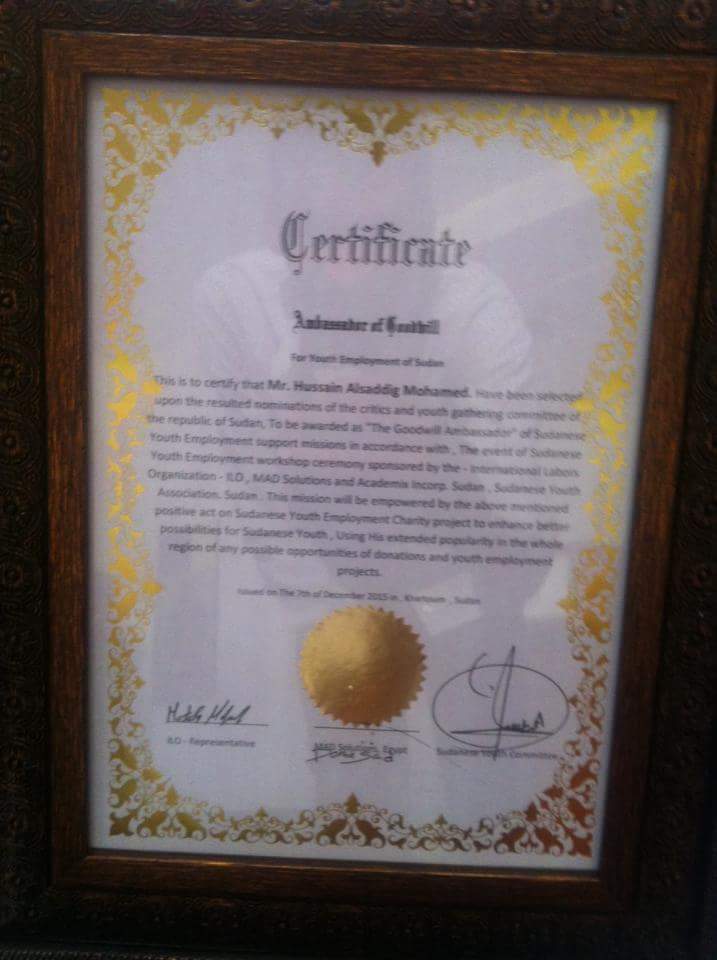 Certificate
Ambassador of Goodwill
For Youth Employment of Sudan
This is to certify that Mr. Hussain Alsaddig Mohamed. Have been selected
upon the resulted nominations of the critics and youth gathering committee of
the republic of Sudan, To be awarded as "The Goodwill Ambassador" of Sudanese
Youth Employment support missions in accordance with , The event of Sudanese
Youth Employment workshop ceremony sponsored by the - International Labors
Organization - ILO , MAD Solutions and Academix Incorp. Sudan , Sudanese Youth
Association. Sudan . This mission will be empowered by the above mentioned
positive act on Sudanese Youth Employment Charity project to enhance better
possibilities for Sudanese Youth , Using His extended popularity in the whole
region of any possible opportunities of donations and youth employment
projects.
Issued on The 7th of December 2015 in , Khartoum , Sudan
ILO - Representative
MAD Solutions, Egypt
Sudanese Youth Committee